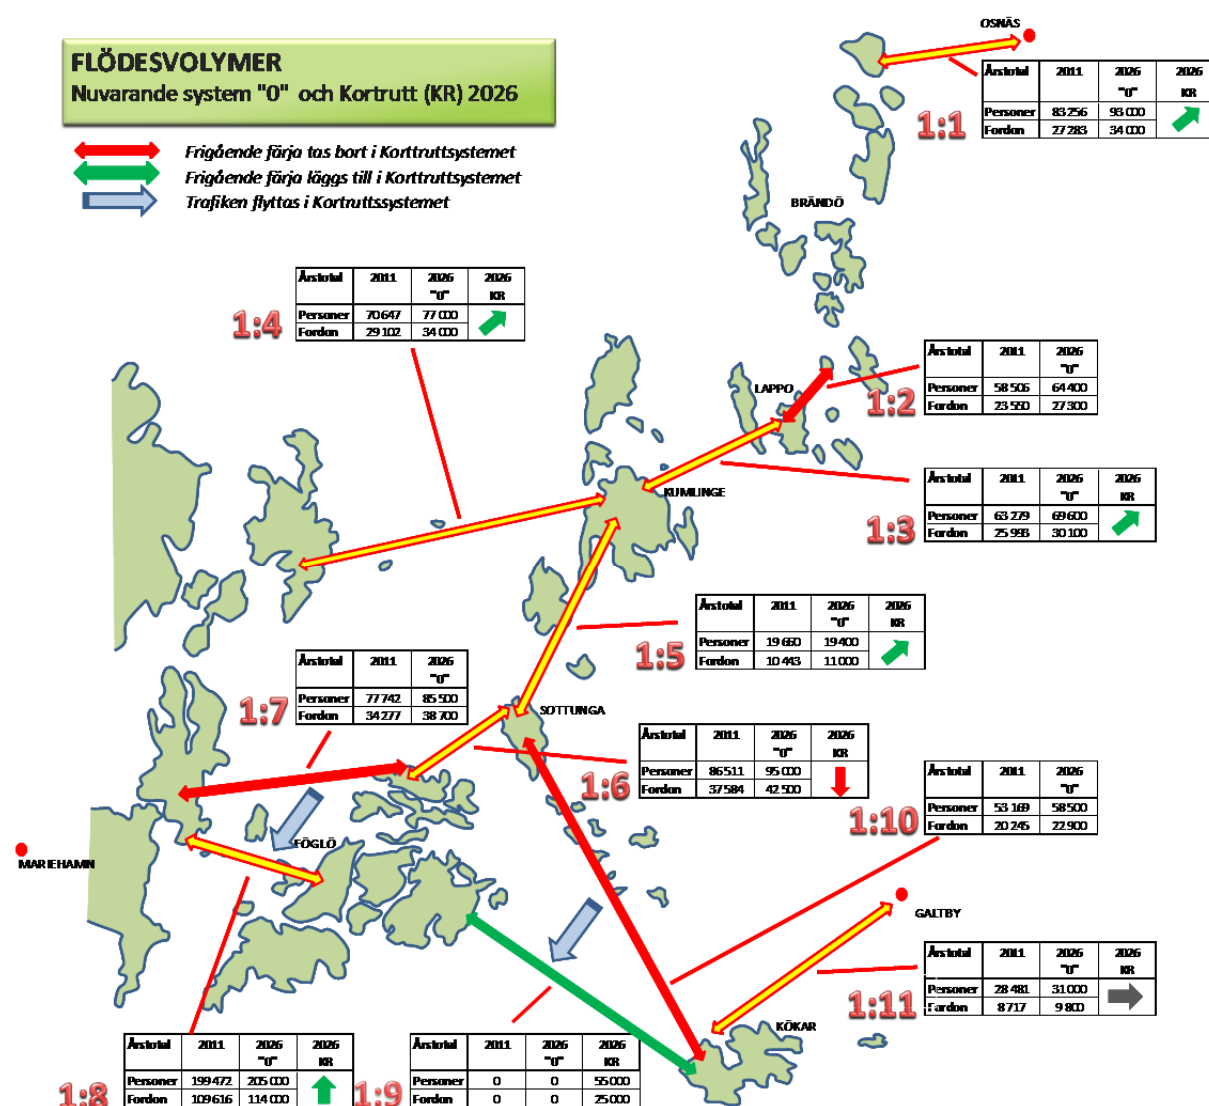 OSNÄS
FLÖDESVOLYMER
Nuvarande system "0" och Kortrutt (KR) 2026
Årstotal 2011 2026 "0" 2026 KR
Personer 83 256 93 000
Fordon 27 283 34 000
1:1
Frigående färja tas bort i Korttruttsystemet
Frigående färja läggs till i Korttruttsystemet
Trafiken flyttas i Kortruttssystemet
BRÄNDÖ
Årstotal 2011 2026 "0" 2026 KR
Personer 70 647 77 000
Fordon 29 102 34 000
1:4
LAPPO
Årstotal 2011 2026 "0"
Personer 58 506 64 400
Fordon 23 550 27 300
1:2
KUMLINGE
Årstotal 2011 2026 "0" 2026 KR
Personer 63 279 69 600
Fordon 25 993 30 100
1:3
Årstotal 2011 2026 "0" 2026 KR
Personer 19 660 19 400
Fordon 10 443 11 000
1:5
Årstotal 2011 2026 "0"
Personer 77 742 85 500
Fordon 34 277 38 700
1:7
SOTTUNGA
Årstotal 2011 2026 "0" 2026 KR
Personer 86 511 95 000
Fordon 37 584 42 500
1:6
Årstotal 2011 2026 "0"
Personer 53 169 58 500
Fordon 20 245 22 900
1:10
FÖGLÖ
MARIEHAMN
GALTBY
Årstotal 2011 2026 "0" 2026 KR
Personer 28 481 31 000
Fordon 8 717 9 800
1:11
KÖKAR
Årstotal 2011 2026 "0" 2026 KR
Personer 199 472 205 000
Fordon 109 616 114 000
1:8
Årstotal 2011 2026 "0" 2026 KR
Personer 0 0 55 000
Fordon 0 0 25 000
1:9